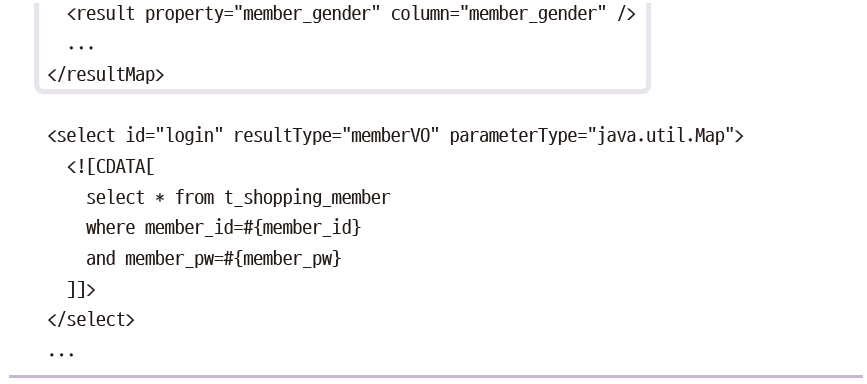 <result property="member_gender" column="member_gender" />
...
</resultMap>
<select id="login" resultType="memberVO" parameterType="java.util.Map">
<![CDATA[
select * from t_shopping_member
where member_id=#{member_id}
and member_pw=#{member_pw}
]]>
</select>
...